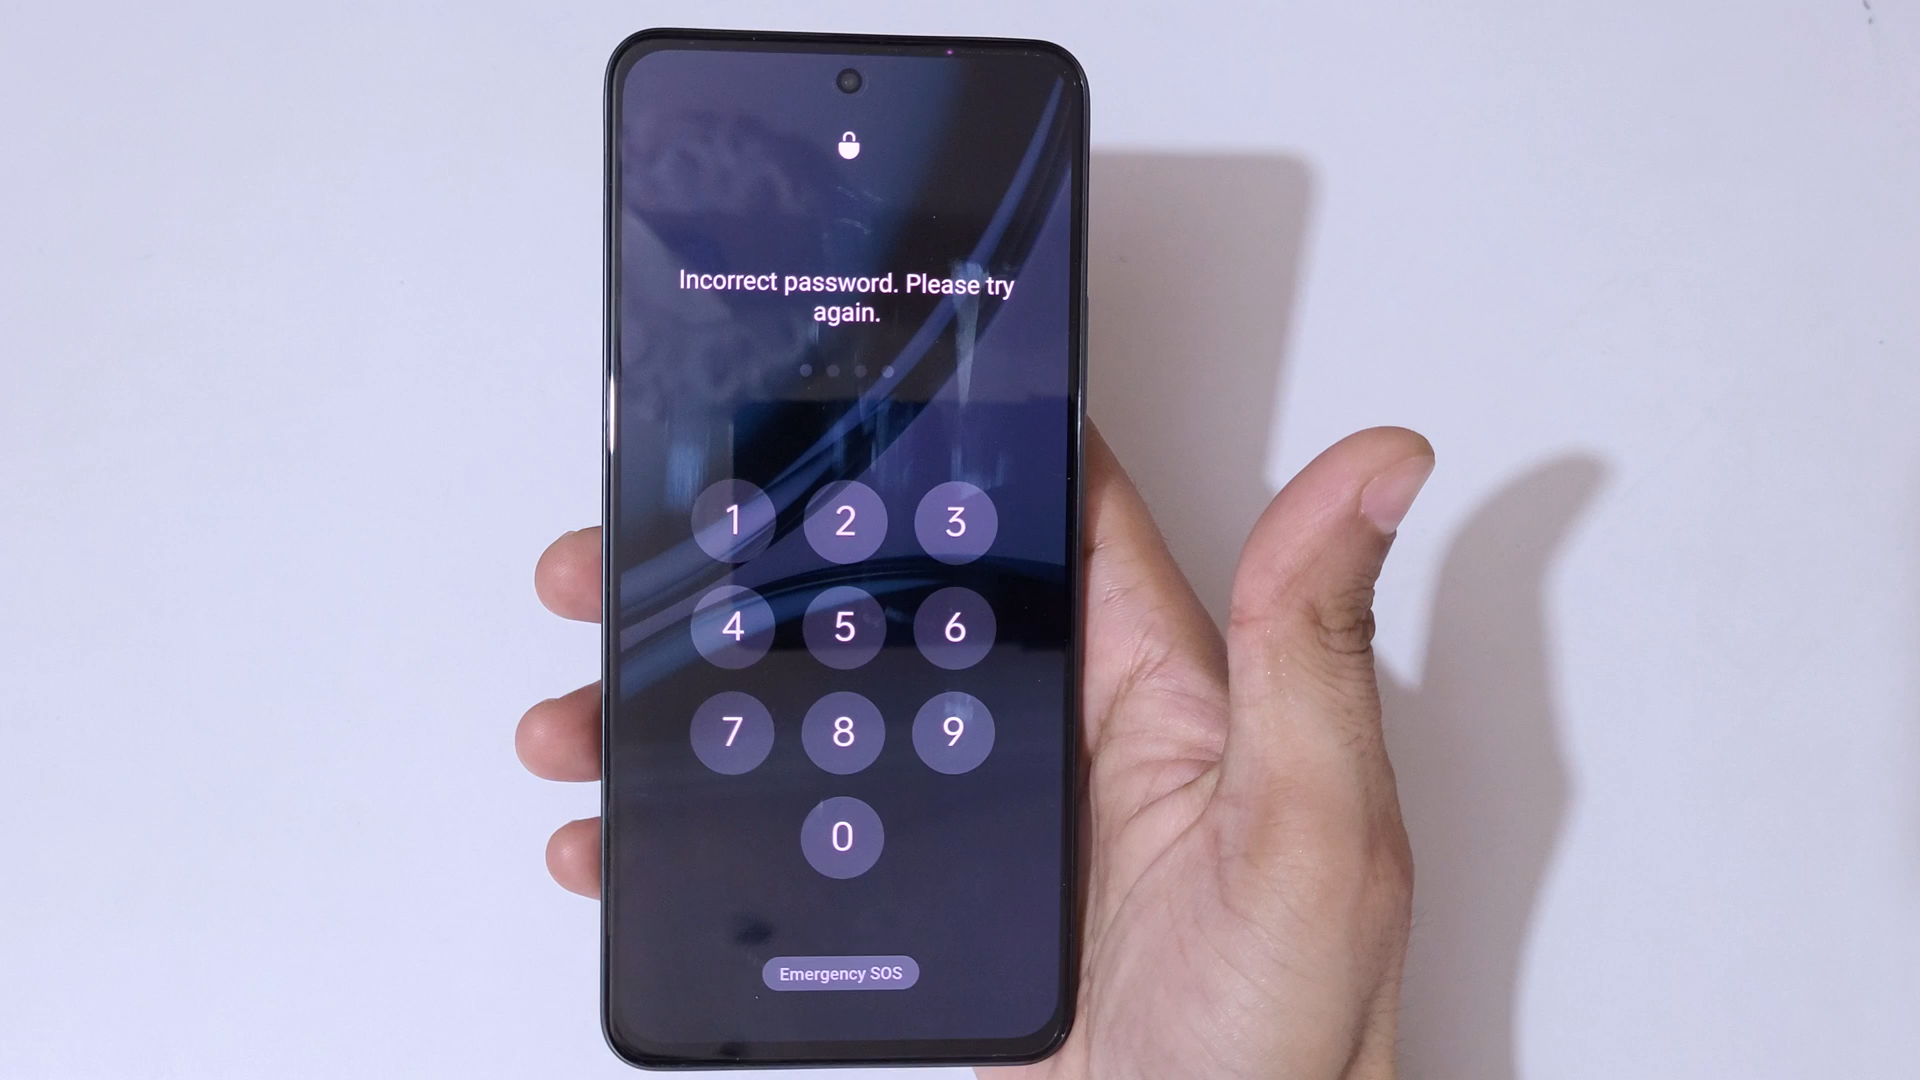 Incorrect password. Please try
again.
1 2 3
4 5 6
7 8 9
0
Emergency SOS